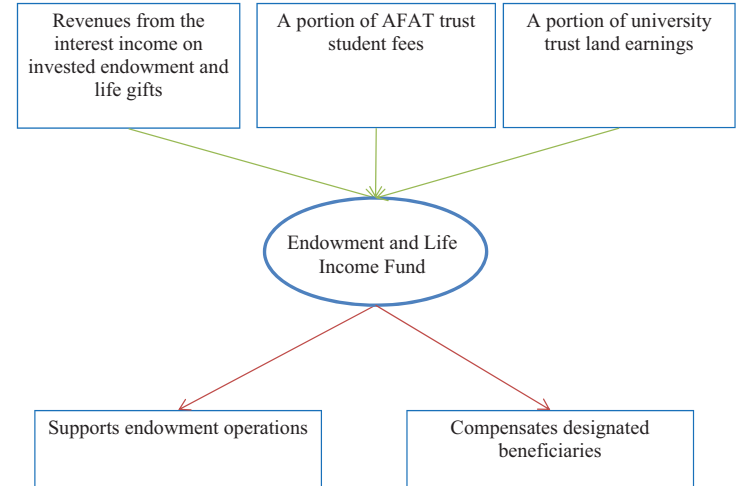 Revenues from the
interest income on
invested endowment and
life gifts
A portion of AFAT trust
student fees
A portion of university
trust land earnings
Endowment and Life
Income Fund
Supports endowment operations
Compensates designated
beneficiaries